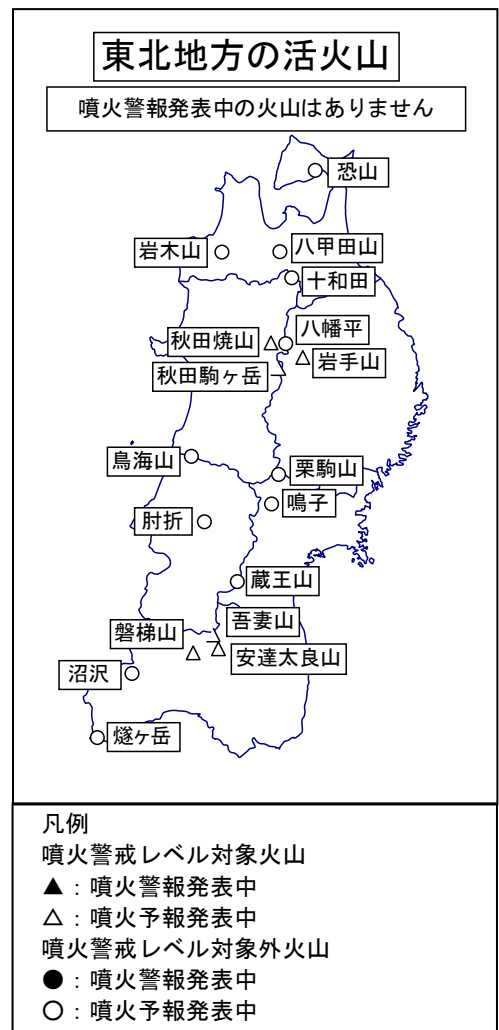 東北地方の活火山
噴火警報発表中の火山はありません
恐山
岩木山
八甲田山
十和田
八幡平
秋田焼山
岩手山
秋田駒ヶ岳
鳥海山
栗駒山
鳴子
肘折
蔵王山
吾妻山
磐梯山
安達太良山
沼沢
燧ヶ岳
凡例
噴火警戒レベル対象火山
▲：噴火警報発表中
△：噴火予報発表中
噴火警戒レベル対象外火山
●：噴火警報発表中
○：噴火予報発表中